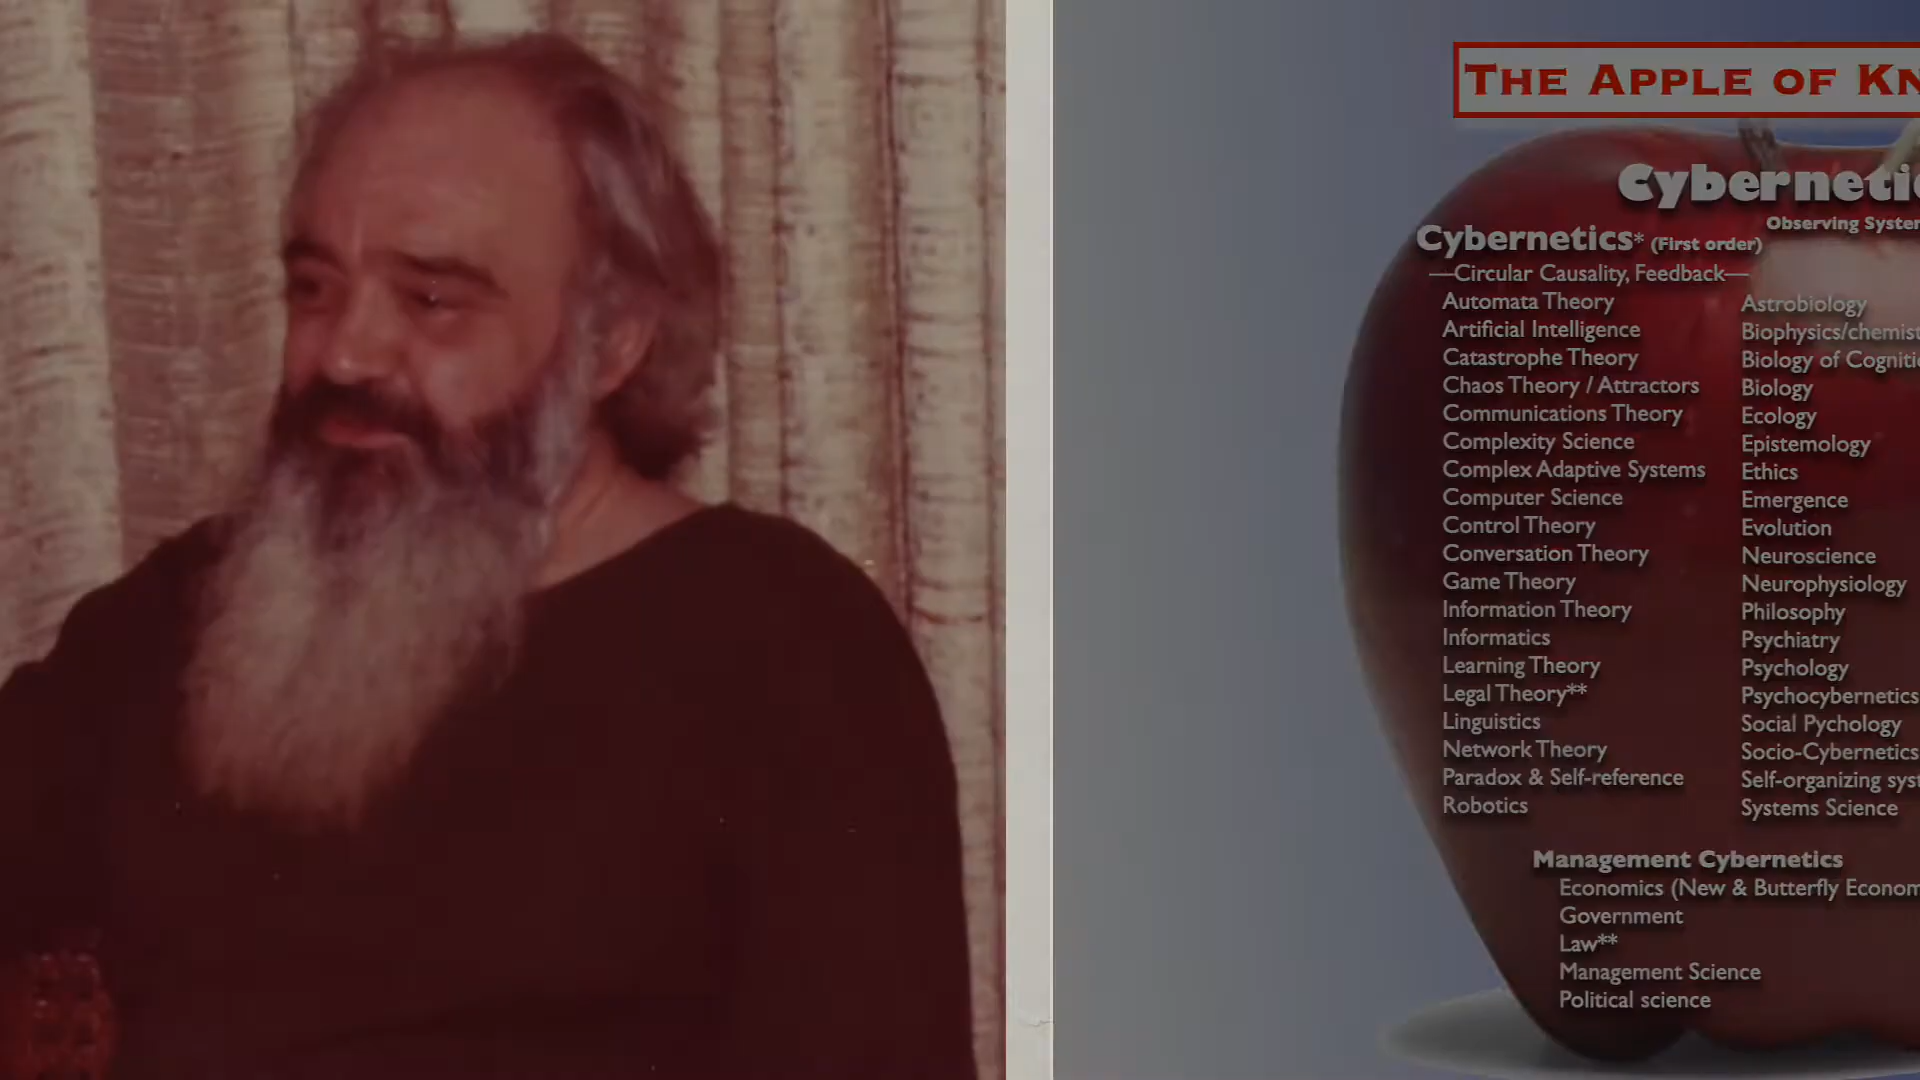 THE APPLE OF KN
Cybernetic
Observing System
Cybernetics* (First order)
—Circular Causality, Feedback—
Automata Theory
Artificial Intelligence
Catastrophe Theory
Chaos Theory / Attractors
Communications Theory
Complexity Science
Complex Adaptive Systems
Computer Science
Control Theory
Conversation Theory
Game Theory
Information Theory
Informatics
Learning Theory
Legal Theory**
Linguistics
Network Theory
Paradox & Self-reference
Robotics
Astrobiology
Biophysics/chemist
Biology of Cogniti
Biology
Ecology
Epistemology
Ethics
Emergence
Evolution
Neuroscience
Neurophysiology
Philosophy
Psychiatry
Psychology
Psychocybernetics
Social Pychology
Socio-Cybernetics
Self-organizing syst
Systems Science
Management Cybernetics
Economics (New & Butterfly Econom
Government
Law**
Management Science
Political science